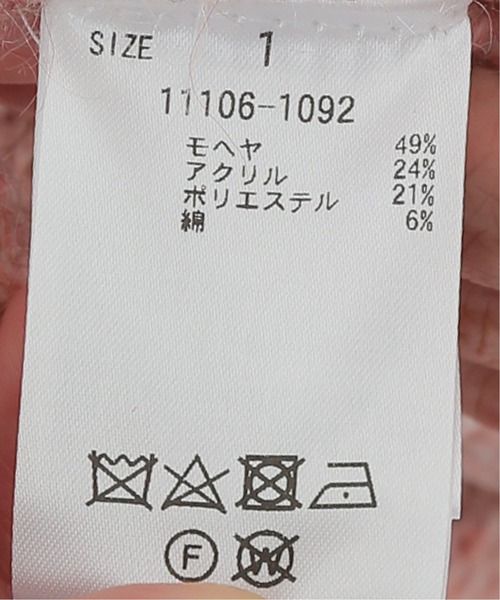 SIZE 1
11106-1092
モヘヤ 49%
アクリル 24%
ポリエステル 21%
綿 6%
F W